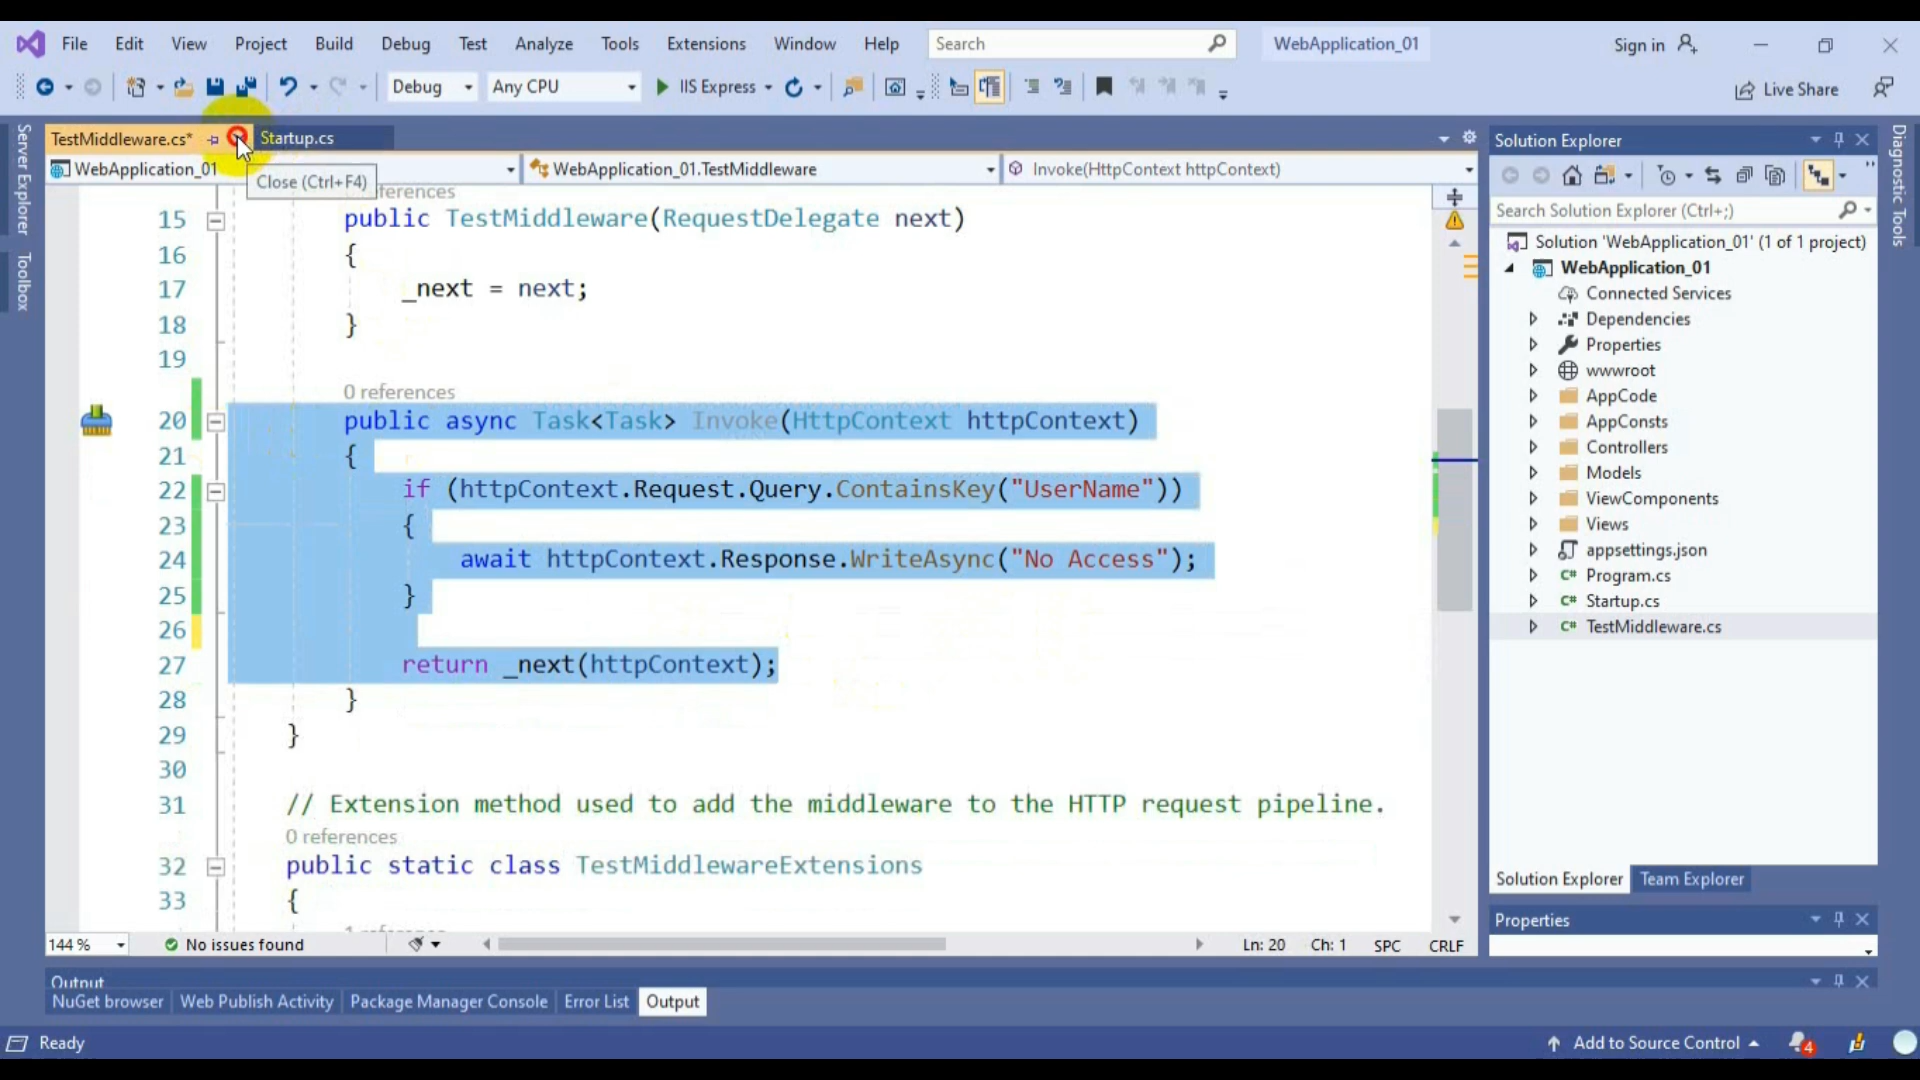 File Edit View Project Build Debug Test Analyze Tools Extensions Window Help Search WebApplication_01 Sign in
Debug Any CPU IIS Express Live Share
Server Explorer
Toolbox
TestMiddleware.cs* Startup.cs
WebApplication_01 WebApplication_01.TestMiddleware Invoke(HttpContext httpContext)
Close (Ctrl+F4)
references
15 public TestMiddleware(RequestDelegate next)
16 {
17 _next = next;
18 }
19
0 references
20 public async Task<Task> Invoke(HttpContext httpContext)
21 {
22 if (httpContext.Request.Query.ContainsKey("UserName"))
23 {
24 await httpContext.Response.WriteAsync("No Access");
25 }
26
27 return _next(httpContext);
28 }
29 }
30
31 // Extension method used to add the middleware to the HTTP request pipeline.
0 references
32 public static class TestMiddlewareExtensions
33 {
144 % No issues found Ln: 20 Ch: 1 SPC CRLF
Solution Explorer
Search Solution Explorer (Ctrl+;)
Solution 'WebApplication_01' (1 of 1 project)
WebApplication_01
Connected Services
Dependencies
Properties
wwwroot
AppCode
AppConsts
Controllers
Models
ViewComponents
Views
appsettings.json
C# Program.cs
C# Startup.cs
C# TestMiddleware.cs
Solution Explorer Team Explorer
Properties
Diagnostic Tools
Output
NuGet browser Web Publish Activity Package Manager Console Error List Output
Ready Add to Source Control 4